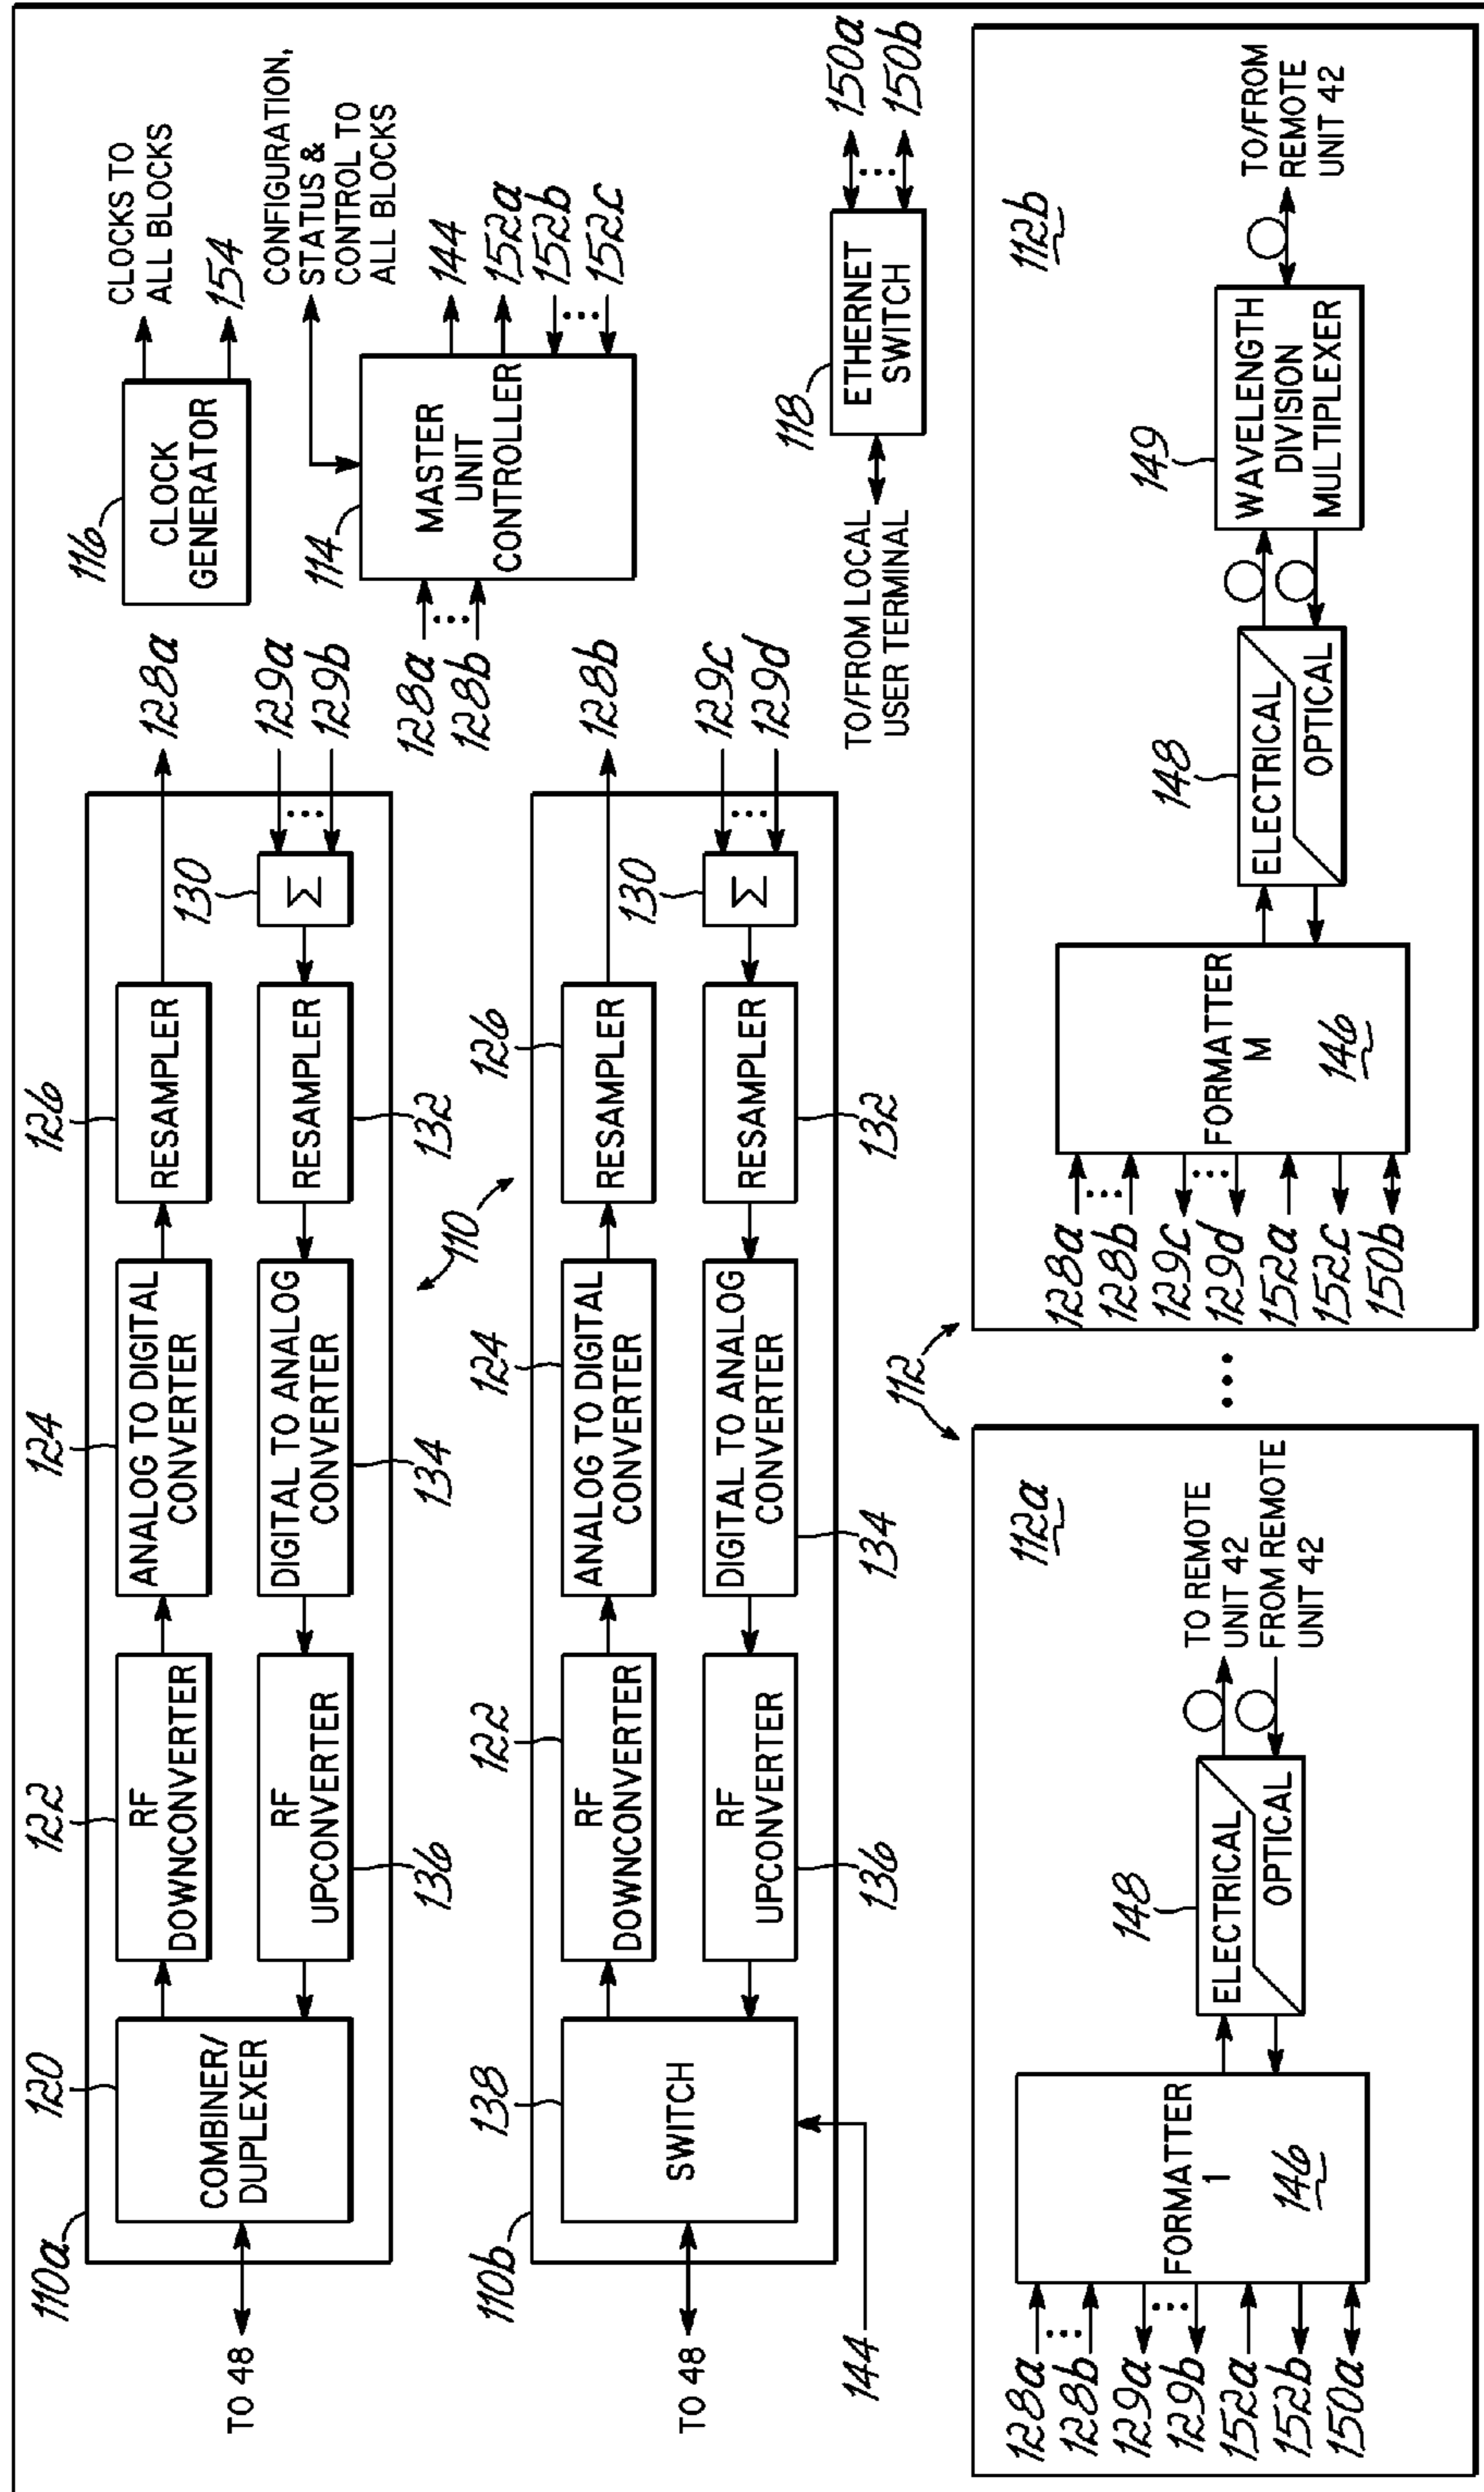 110a
120
122
124
126
TO 48
COMBINER/
DUPLEXER
RF
DOWNCONVERTER
ANALOG TO DIGITAL
CONVERTER
RESAMPLER
128a
RF
UPCONVERTER
DIGITAL TO ANALOG
CONVERTER
RESAMPLER
Σ
130
129a
129b
136
134
132
110
110b
138
122
124
126
TO 48
SWITCH
144
RF
DOWNCONVERTER
ANALOG TO DIGITAL
CONVERTER
RESAMPLER
128b
RF
UPCONVERTER
DIGITAL TO ANALOG
CONVERTER
RESAMPLER
Σ
130
129c
129d
136
134
132
116
CLOCK
GENERATOR
CLOCKS TO
ALL BLOCKS
154
114
MASTER
UNIT
CONTROLLER
128a
128b
CONFIGURATION,
STATUS &
CONTROL TO
ALL BLOCKS
144
152a
152b
152c
118
ETHERNET
SWITCH
TO/FROM LOCAL
USER TERMINAL
150a
150b
112
112a
128a
128b
129a
129b
152a
152b
150a
FORMATTER
1
146
148
ELECTRICAL
OPTICAL
TO REMOTE
UNIT 42
FROM REMOTE
UNIT 42
112b
128a
128b
129c
129d
152a
152c
150b
FORMATTER
M
146
148
ELECTRICAL
OPTICAL
149
WAVELENGTH
DIVISION
MULTIPLEXER
TO/FROM
REMOTE
UNIT 42